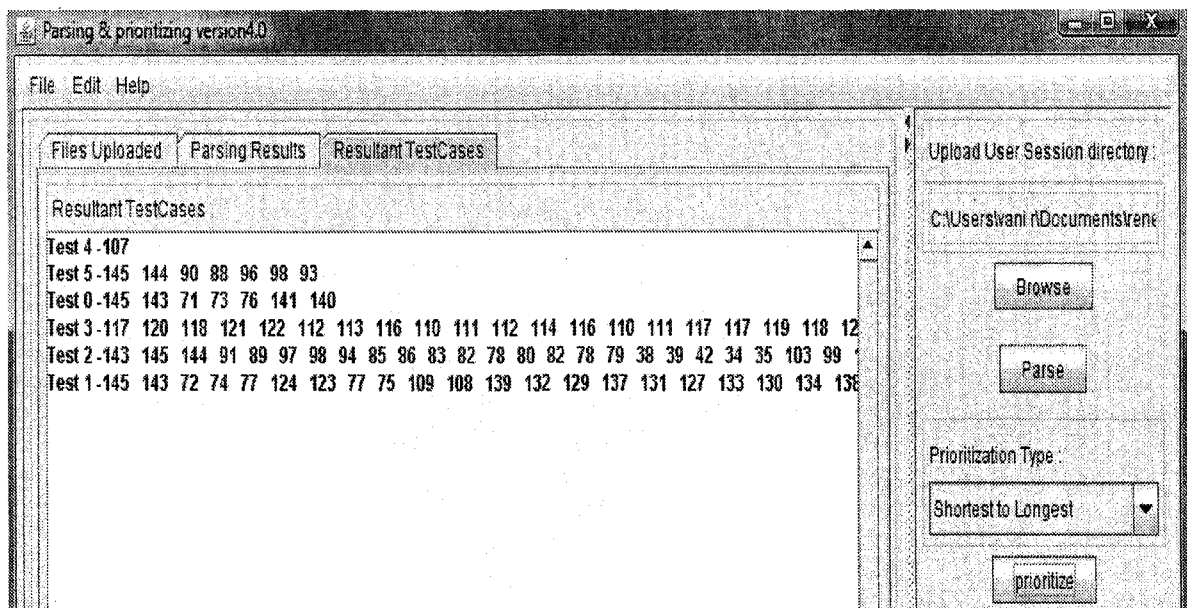 Parsing & prioritizing version4.0
File Edit Help
Files Uploaded Parsing Results Resultant TestCases
Resultant TestCases
Test 4 -107
Test 5 -145 144 90 88 96 98 93
Test 0 -145 143 71 73 76 141 140
Test 3 -117 120 118 121 122 112 113 116 110 111 112 114 116 110 111 117 117 119 118 12
Test 2 -143 145 144 91 89 97 98 94 85 86 83 82 78 80 82 78 79 38 39 42 34 35 103 99
Test 1 -145 143 72 74 77 124 123 77 75 109 108 139 132 129 137 131 127 133 130 134 138
Upload User Session directory :
C:\Users\vani r\Documents\rene
Browse
Parse
Prioritization Type :
Shortest to Longest
prioritize